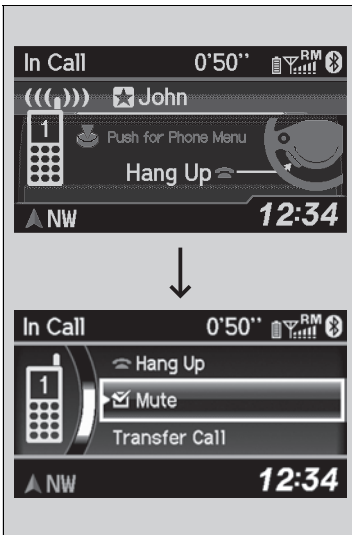 In Call 0'50'' RM
John
1
Push for Phone Menu
Hang Up
NW 12:34
In Call 0'50'' RM
Hang Up
1
Mute
Transfer Call
NW 12:34